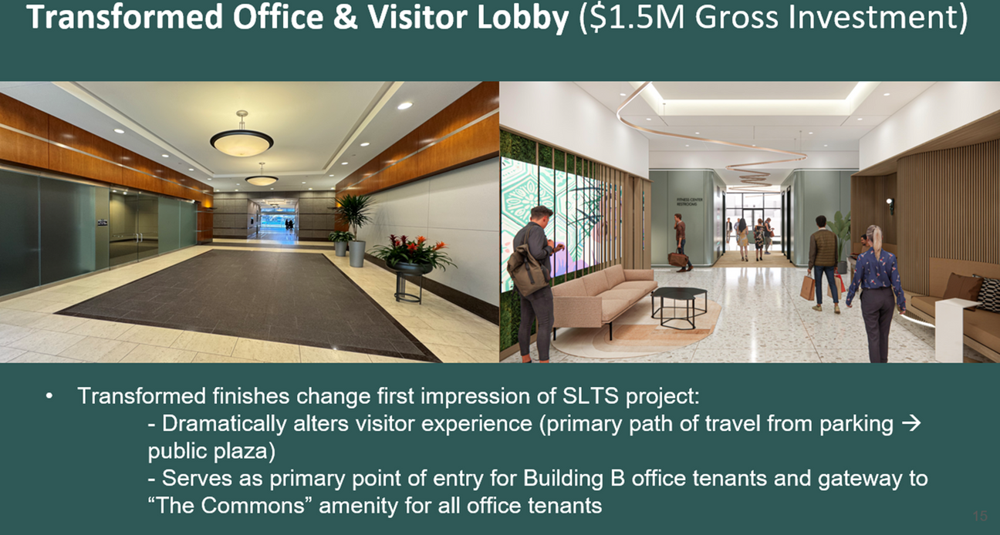 Transformed Office & Visitor Lobby ($1.5M Gross Investment)
FITNESS CENTER
RESTROOMS
• Transformed finishes change first impression of SLTS project:
- Dramatically alters visitor experience (primary path of travel from parking →
public plaza)
- Serves as primary point of entry for Building B office tenants and gateway to
“The Commons” amenity for all office tenants
15